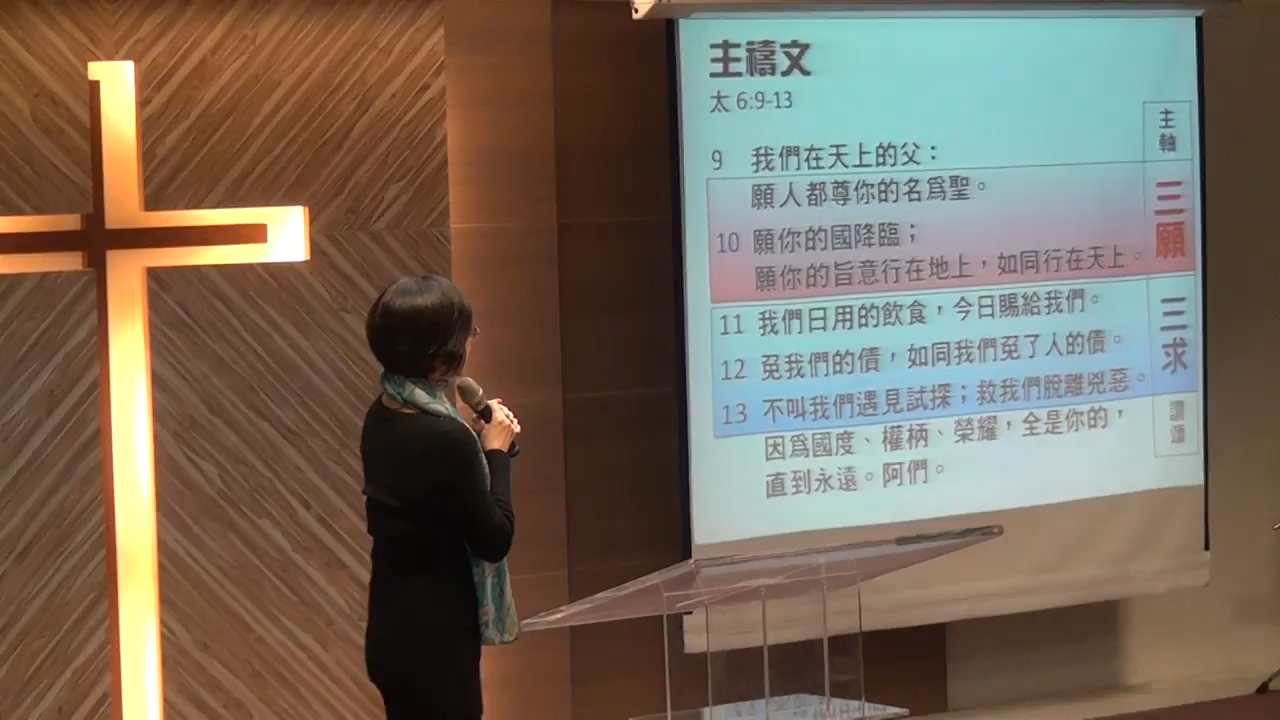 主禱文
太 6:9-13
主軸
9 我們在天上的父：
願人都尊你的名爲聖。
10 願你的國降臨；
願你的旨意行在地上，如同行在天上。
三願
11 我們日用的飲食，今日賜給我們。
12 免我們的債，如同我們免了人的債。
13 不叫我們遇見試探；救我們脫離兇惡。
三求
因爲國度、權柄、榮耀，全是你的，
直到永遠。阿們。
讚頌